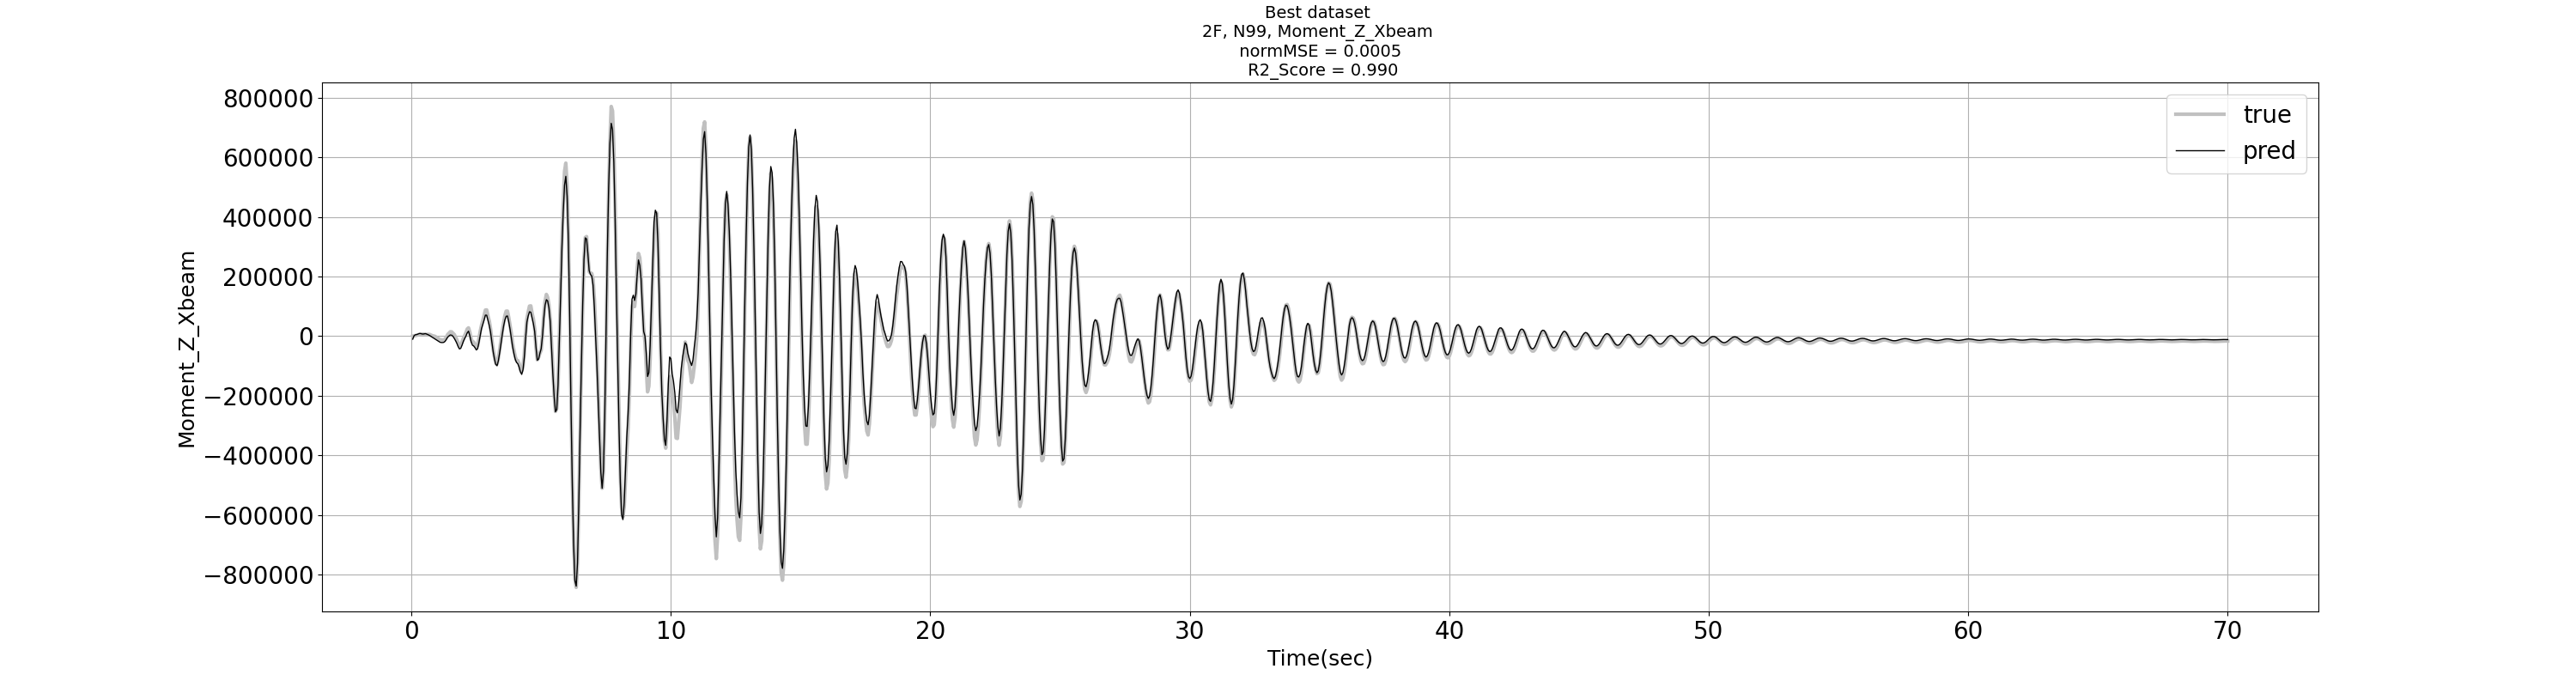 Best dataset
2F, N99, Moment_Z_Xbeam
normMSE = 0.0005
R2_Score = 0.990
800000
600000
400000
200000
0
−200000
−400000
−600000
−800000
Moment_Z_Xbeam
true
pred
0 10 20 30 40 50 60 70
Time(sec)